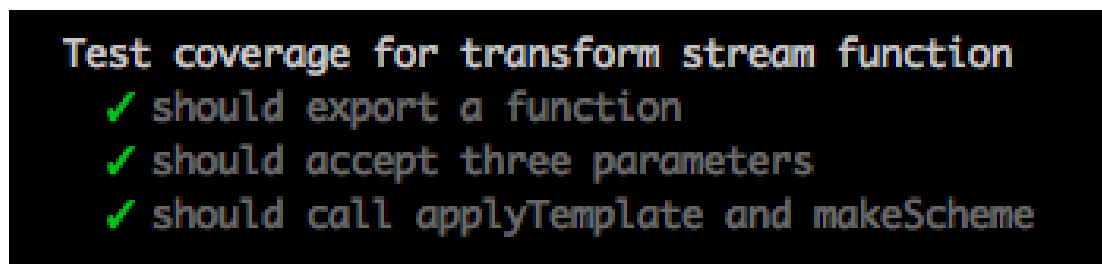 Test coverage for transform stream function
✓ should export a function
✓ should accept three parameters
✓ should call applyTemplate and makeScheme